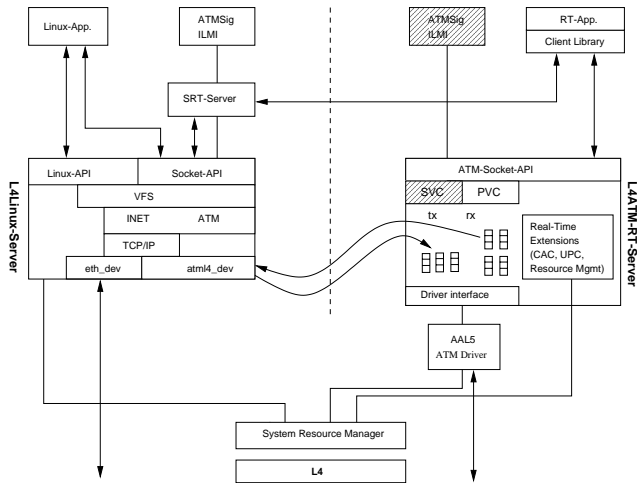 Linux-App.
ATMSig
ILMI
ATMSig
ILMI
RT-App.
Client Library
SRT-Server
L4Linux-Server
Linux-API
Socket-API
VFS
INET
ATM
TCP/IP
eth_dev
atml4_dev
ATM-Socket-API
SVC
PVC
tx
rx
Real-Time
Extensions
(CAC, UPC,
Resource Mgmt)
Driver interface
L4ATM-RT-Server
AAL5
ATM Driver
System Resource Manager
L4